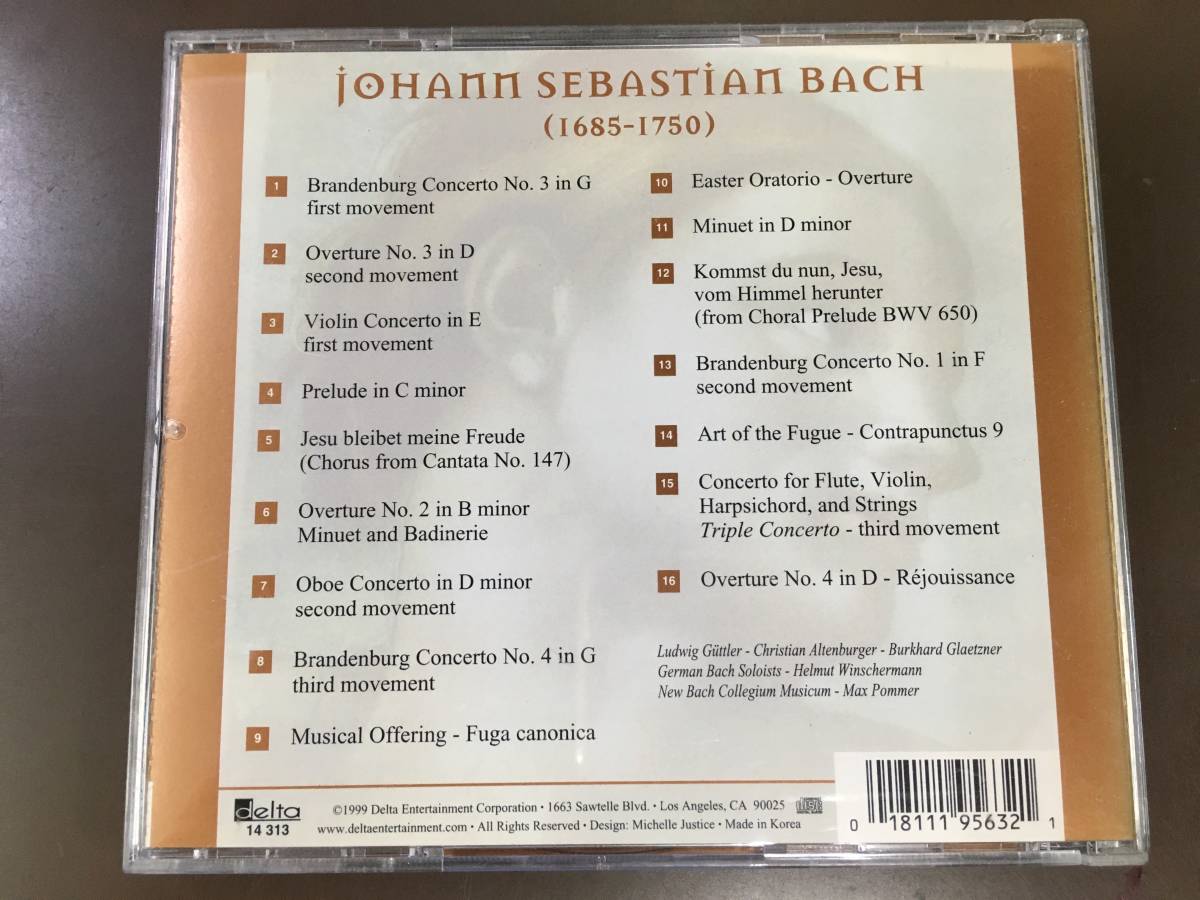 JOHANN SEBASTIAN BACH
(1685-1750)
1 Brandenburg Concerto No. 3 in G
first movement
2 Overture No. 3 in D
second movement
3 Violin Concerto in E
first movement
4 Prelude in C minor
5 Jesu bleibet meine Freude
(Chorus from Cantata No. 147)
6 Overture No. 2 in B minor
Minuet and Badinerie
7 Oboe Concerto in D minor
second movement
8 Brandenburg Concerto No. 4 in G
third movement
9 Musical Offering - Fuga canonica
10 Easter Oratorio - Overture
11 Minuet in D minor
12 Kommst du nun, Jesu,
vom Himmel herunter
(from Choral Prelude BWV 650)
13 Brandenburg Concerto No. 1 in F
second movement
14 Art of the Fugue - Contrapunctus 9
15 Concerto for Flute, Violin,
Harpsichord, and Strings
Triple Concerto - third movement
16 Overture No. 4 in D - Réjouissance
Ludwig Güttler - Christian Altenburger - Burkhard Glaetzner
German Bach Soloists - Helmut Winschermann
New Bach Collegium Musicum - Max Pommer
delta
14 313
©1999 Delta Entertainment Corporation • 1663 Sawtelle Blvd. • Los Angeles, CA 90025
www.deltaentertainment.com • All Rights Reserved • Design: Michelle Justice • Made in Korea
0 18111 95632 1